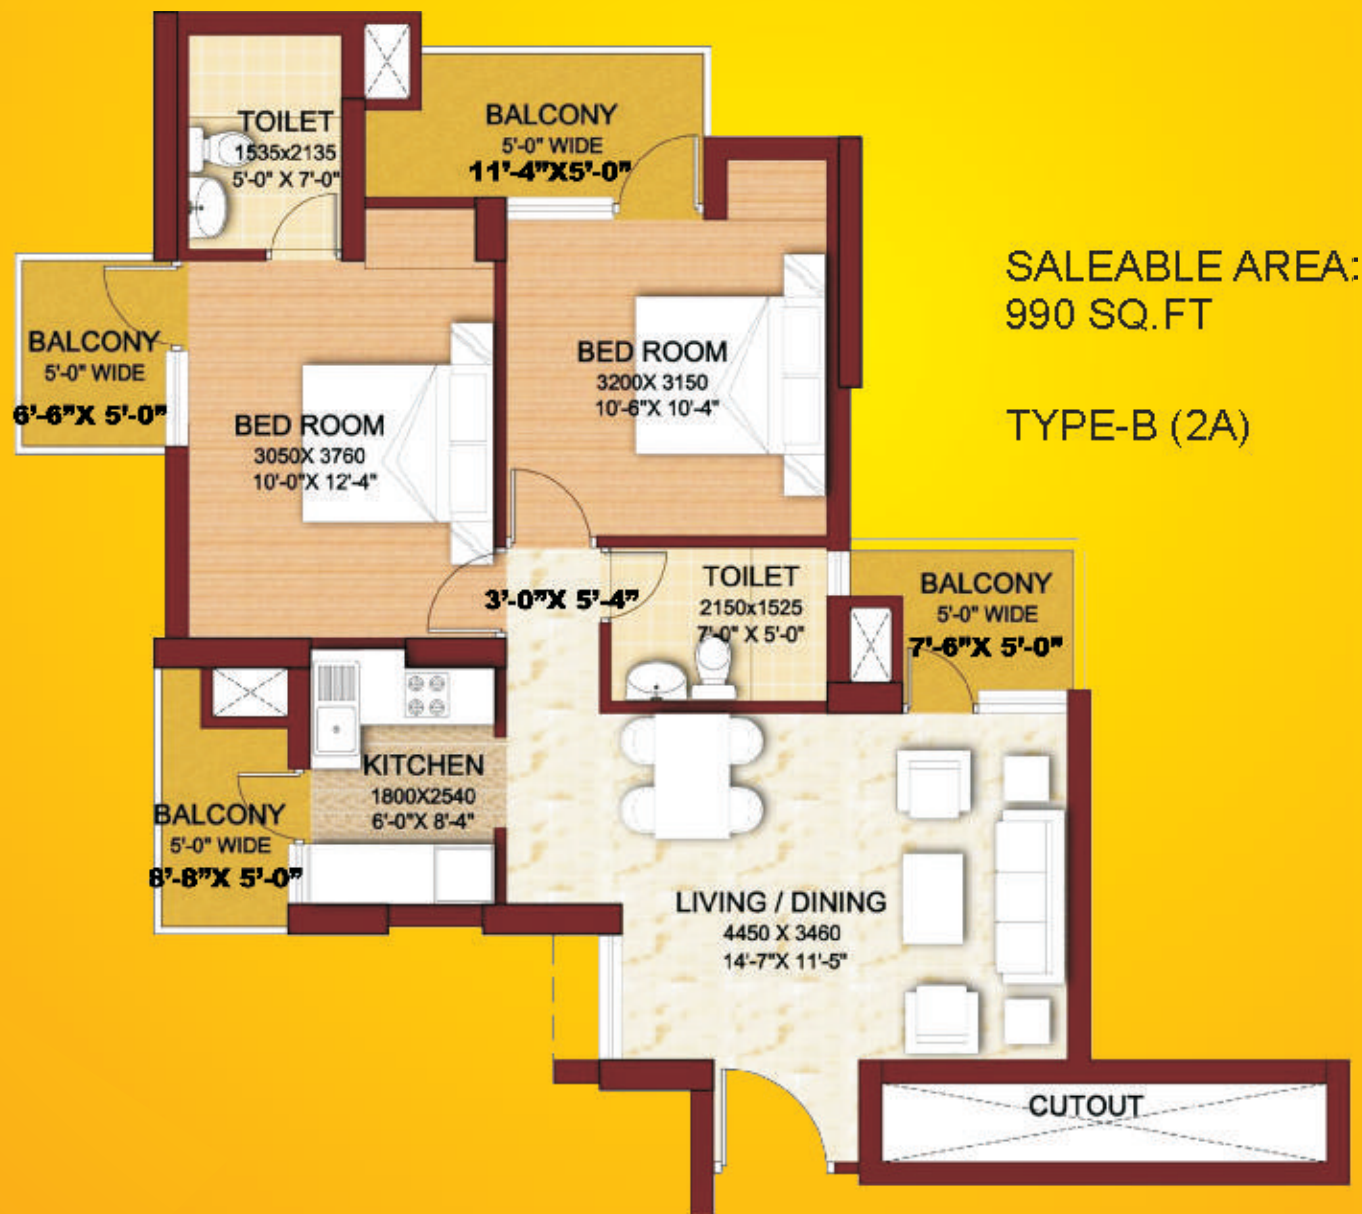 TOILET
1535x2135
5'-0" X 7'-0"
BALCONY
5'-0" WIDE
11'-4"X5'-0"
SALEABLE AREA:
990 SQ.FT
TYPE-B (2A)
BALCONY
5'-0" WIDE
6'-6"X 5'-0"
BED ROOM
3050X 3760
10'-0"X 12'-4"
BED ROOM
3200X 3150
10'-6"X 10'-4"
3'-0"X 5'-4"
TOILET
2150x1525
7'-0" X 5'-0"
BALCONY
5'-0" WIDE
7'-6"X 5'-0"
KITCHEN
1800X2540
6'-0"X 8'-4"
BALCONY
5'-0" WIDE
8'-8"X 5'-0"
LIVING / DINING
4450 X 3460
14'-7"X 11'-5"
CUTOUT